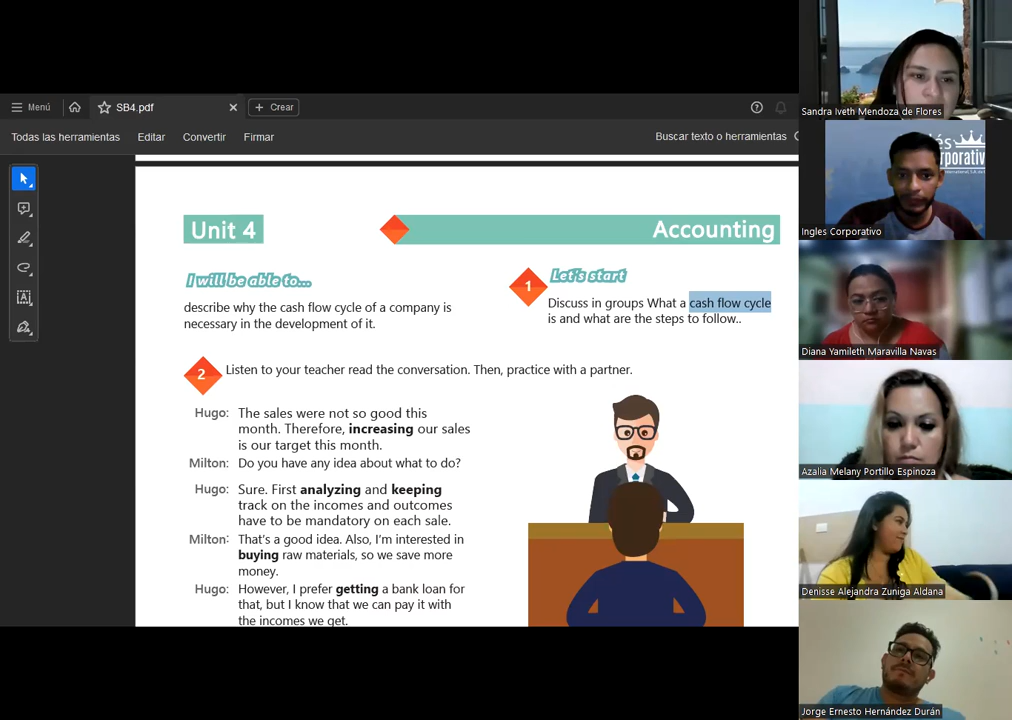 Menú
SB4.pdf
Crear
Todas las herramientas
Editar
Convertir
Firmar
Buscar texto o herramientas
Unit 4
Accounting
I will be able to...
describe why the cash flow cycle of a company is
necessary in the development of it.
1
Let's start
Discuss in groups What a cash flow cycle
is and what are the steps to follow..
2
Listen to your teacher read the conversation. Then, practice with a partner.
Hugo: The sales were not so good this
month. Therefore, increasing our sales
is our target this month.
Milton: Do you have any idea about what to do?
Hugo: Sure. First analyzing and keeping
track on the incomes and outcomes
have to be mandatory on each sale.
Milton: That's a good idea. Also, I'm interested in
buying raw materials, so we save more
money.
Hugo: However, I prefer getting a bank loan for
that, but I know that we can pay it with
the incomes we get.
Sandra Iveth Mendoza de Flores
Ingles Corporativo
Diana Yamileth Maravilla Navas
Azalia Melany Portillo Espinoza
Denisse Alejandra Zuniga Aldana
Jorge Ernesto Hernández Durán